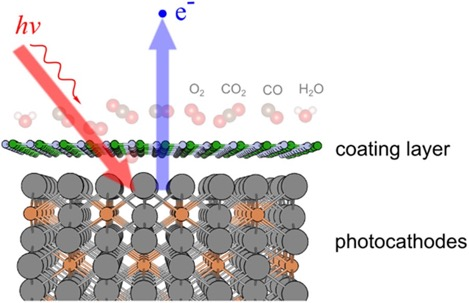 e⁻
hν
O₂ CO₂ CO H₂O
coating layer
photocathodes